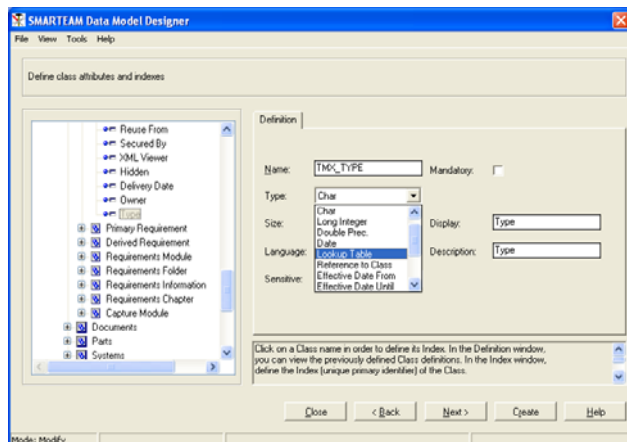 SMARTEAM Data Model Designer
File View Tools Help
Define class attributes and indexes
Reuse From
Secured By
XML Viewer
Hidden
Delivery Date
Owner
Type
Primary Requirement
Derived Requirement
Requirements Module
Requirements Folder
Requirements Information
Requirements Chapter
Capture Module
Documents
Parts
Systems
Definition
Name: TMX_TYPE Mandatory:
Type: Char
Char
Long Integer
Double Prec.
Date
Lookup Table
Reference to Class
Effective Date From
Effective Date Until
Size: Display: Type
Language: Description: Type
Sensitive:
Click on a Class name in order to define its Index. In the Definition window,
you can view the previously defined Class definitions. In the Index window,
define the Index (unique primary identifier) of the Class.
Close < Back Next > Create Help
Mode: Modify